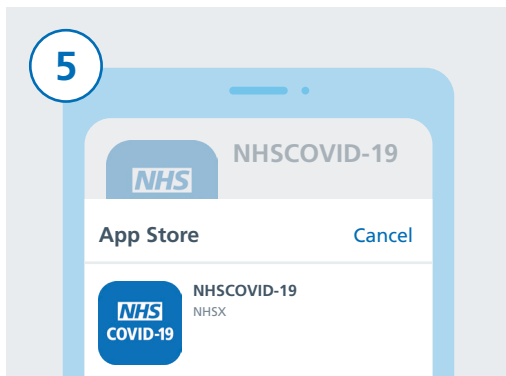 5
NHSCOVID-19
NHS
App Store
Cancel
NHSCOVID-19
NHSX
NHS
COVID-19